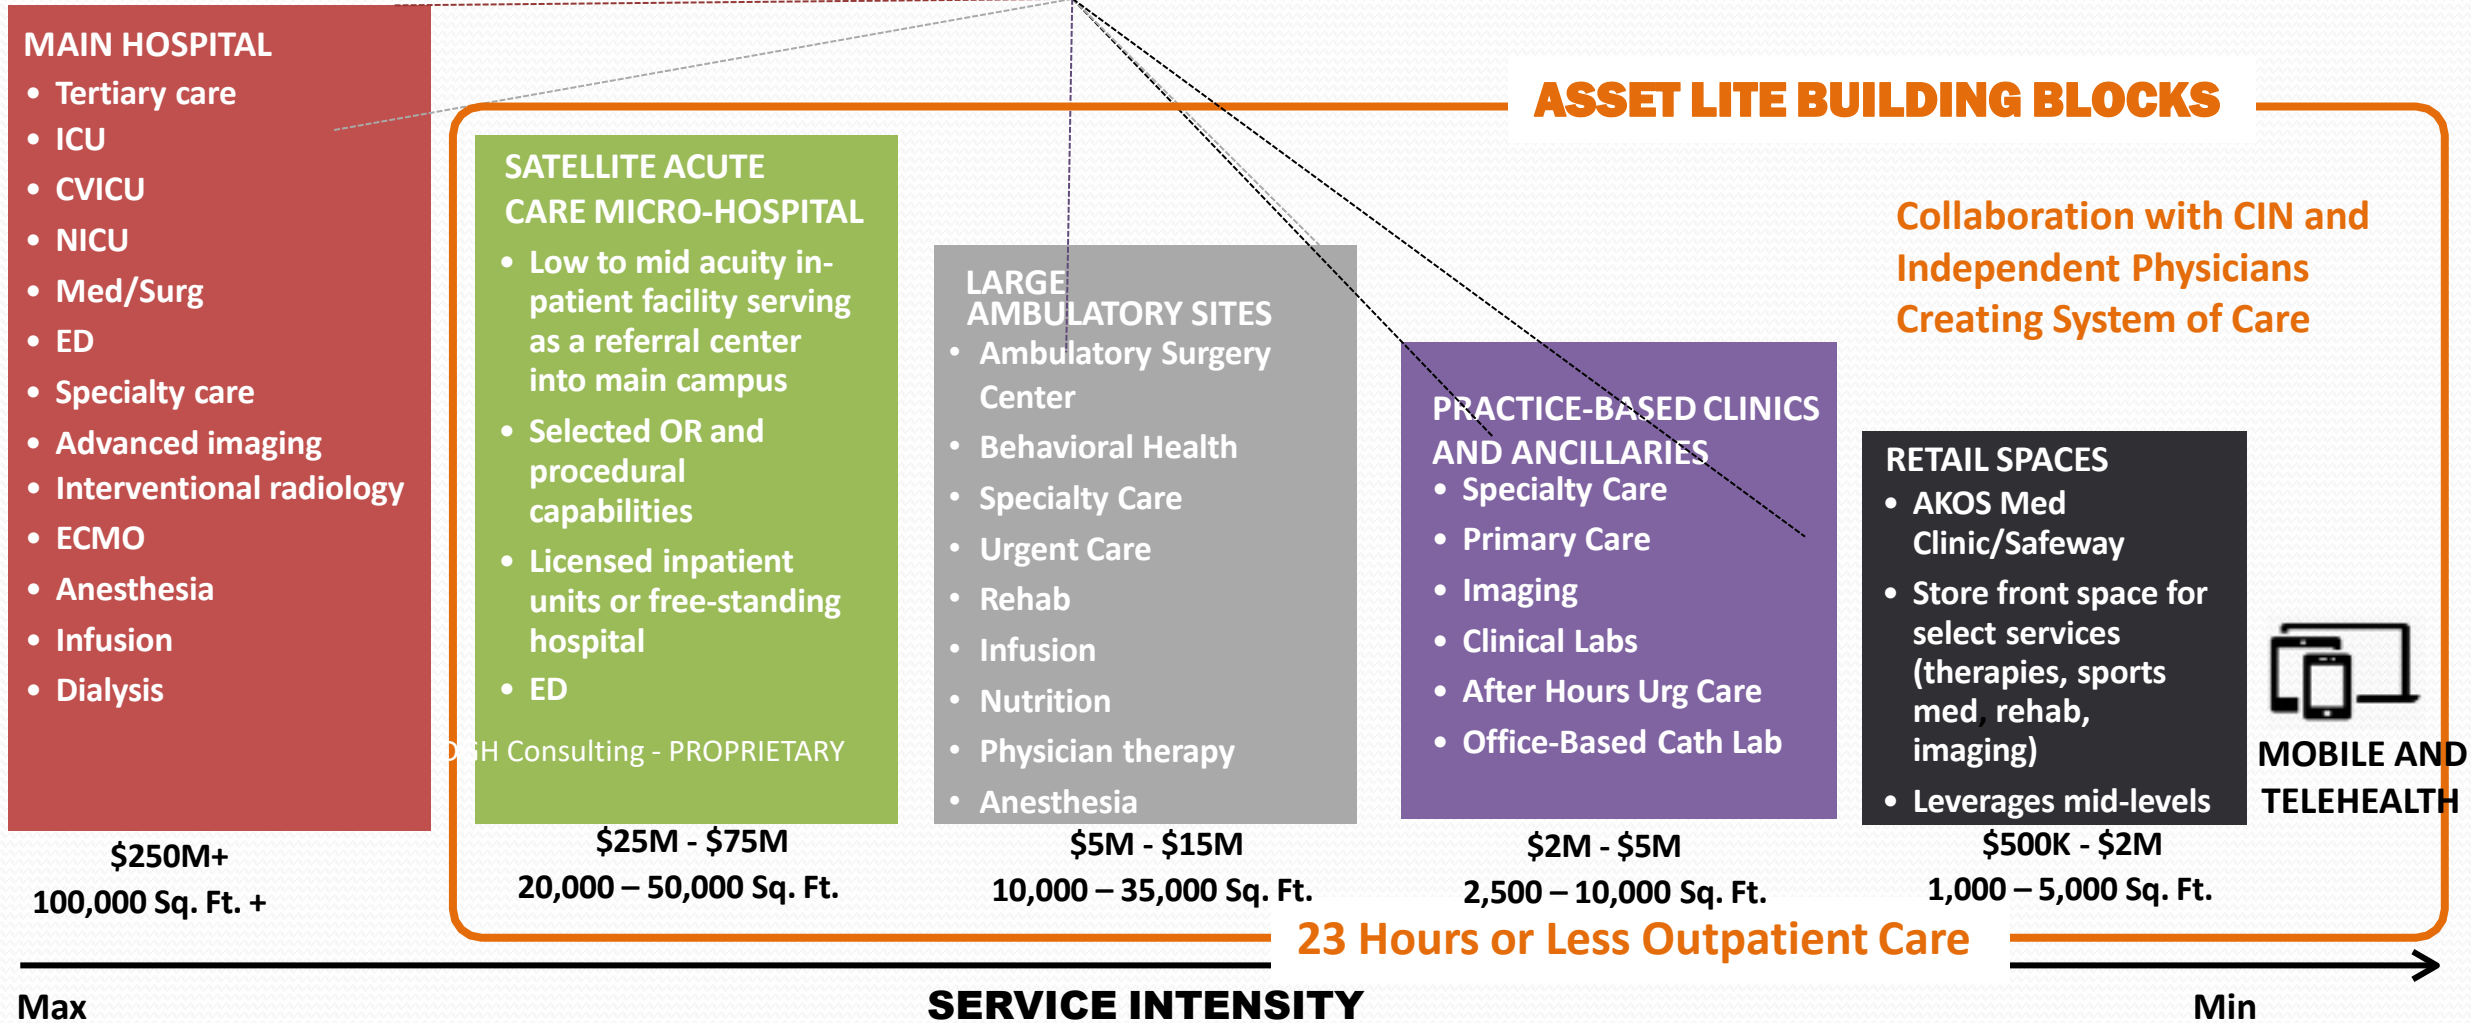 MAIN HOSPITAL
• Tertiary care
• ICU
• CVICU
• NICU
• Med/Surg
• ED
• Specialty care
• Advanced imaging
• Interventional radiology
• ECMO
• Anesthesia
• Infusion
• Dialysis
$250M+
100,000 Sq. Ft. +
ASSET LITE BUILDING BLOCKS
SATELLITE ACUTE
CARE MICRO-HOSPITAL
• Low to mid acuity in-
patient facility serving
as a referral center
into main campus
• Selected OR and
procedural
capabilities
• Licensed inpatient
units or free-standing
hospital
• ED
DGH Consulting - PROPRIETARY
$25M - $75M
20,000 – 50,000 Sq. Ft.
LARGE
AMBULATORY SITES
• Ambulatory Surgery
Center
• Behavioral Health
• Specialty Care
• Urgent Care
• Rehab
• Infusion
• Nutrition
• Physician therapy
• Anesthesia
$5M - $15M
10,000 – 35,000 Sq. Ft.
PRACTICE-BASED CLINICS
AND ANCILLARIES
• Specialty Care
• Primary Care
• Imaging
• Clinical Labs
• After Hours Urg Care
• Office-Based Cath Lab
$2M - $5M
2,500 – 10,000 Sq. Ft.
Collaboration with CIN and
Independent Physicians
Creating System of Care
RETAIL SPACES
• AKOS Med
Clinic/Safeway
• Store front space for
select services
(therapies, sports
med, rehab,
imaging)
• Leverages mid-levels
$500K - $2M
1,000 – 5,000 Sq. Ft.
MOBILE AND
TELEHEALTH
23 Hours or Less Outpatient Care
Max
SERVICE INTENSITY
Min